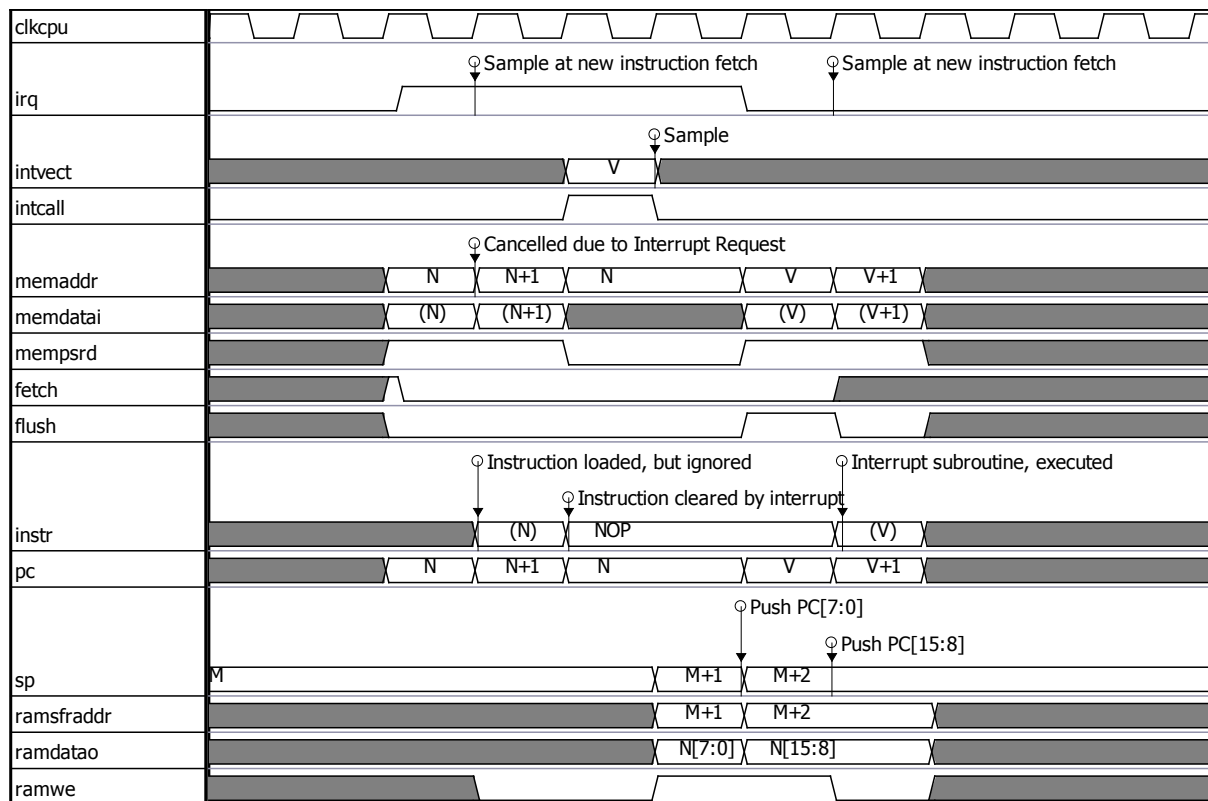 clkcpu
Sample at new instruction fetch Sample at new instruction fetch
irq
Sample
intvect V
intcall
Cancelled due to Interrupt Request
memaddr N N+1 N V V+1
memdatai (N) (N+1) (V) (V+1)
mempsrd
fetch
flush
Instruction loaded, but ignored Interrupt subroutine, executed
Instruction cleared by interrupt
instr (N) NOP (V)
pc N N+1 N V V+1
Push PC[7:0]
Push PC[15:8]
sp M M+1 M+2
ramsfraddr M+1 M+2
ramdatao N[7:0] N[15:8]
ramwe